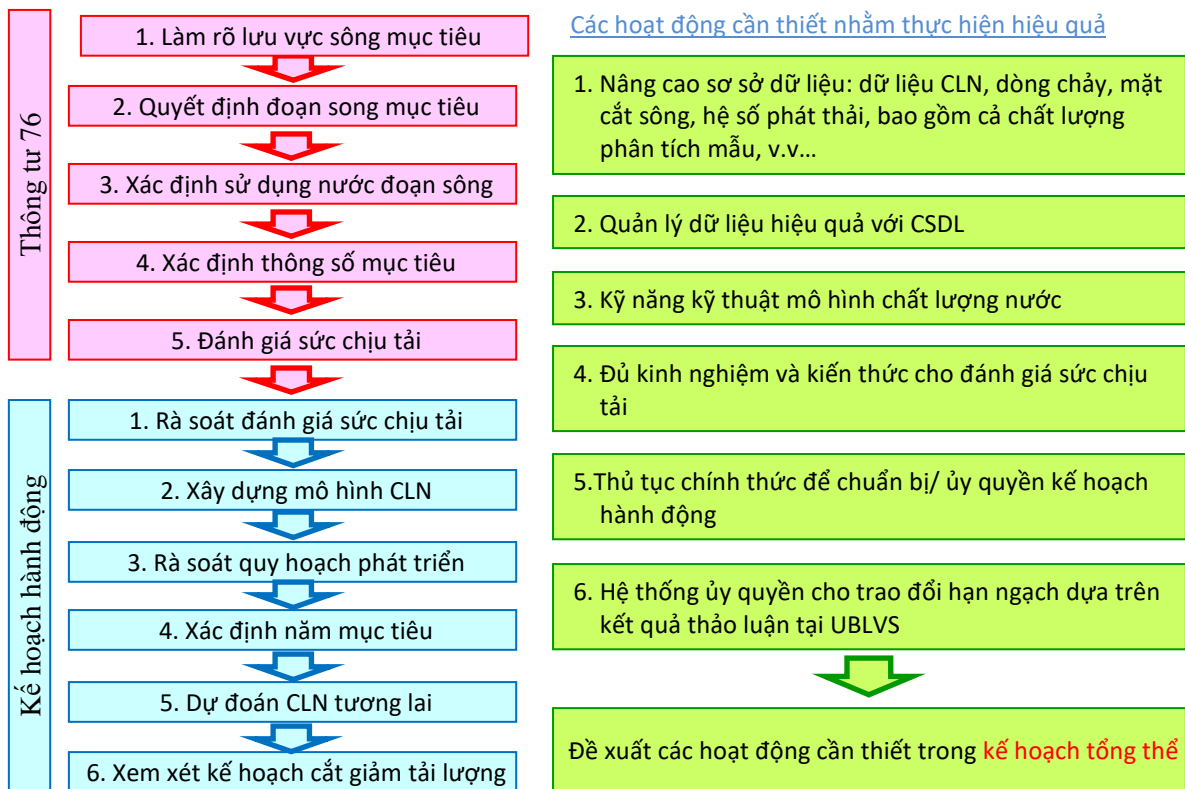 Thông tư 76
1. Làm rõ lưu vực sông mục tiêu
2. Quyết định đoạn song mục tiêu
3. Xác định sử dụng nước đoạn sông
4. Xác định thông số mục tiêu
5. Đánh giá sức chịu tải
Kế hoạch hành động
1. Rà soát đánh giá sức chịu tải
2. Xây dựng mô hình CLN
3. Rà soát quy hoạch phát triển
4. Xác định năm mục tiêu
5. Dự đoán CLN tương lai
6. Xem xét kế hoạch cắt giảm tải lượng
Các hoạt động cần thiết nhằm thực hiện hiệu quả
1. Nâng cao sơ sở dữ liệu: dữ liệu CLN, dòng chảy, mặt
cắt sông, hệ số phát thải, bao gồm cả chất lượng
phân tích mẫu, v.v...
2. Quản lý dữ liệu hiệu quả với CSDL
3. Kỹ năng kỹ thuật mô hình chất lượng nước
4. Đủ kinh nghiệm và kiến thức cho đánh giá sức chịu
tải
5.Thủ tục chính thức để chuẩn bị/ ủy quyền kế hoạch
hành động
6. Hệ thống ủy quyền cho trao đổi hạn ngạch dựa trên
kết quả thảo luận tại UBLVS
Đề xuất các hoạt động cần thiết trong kế hoạch tổng thể